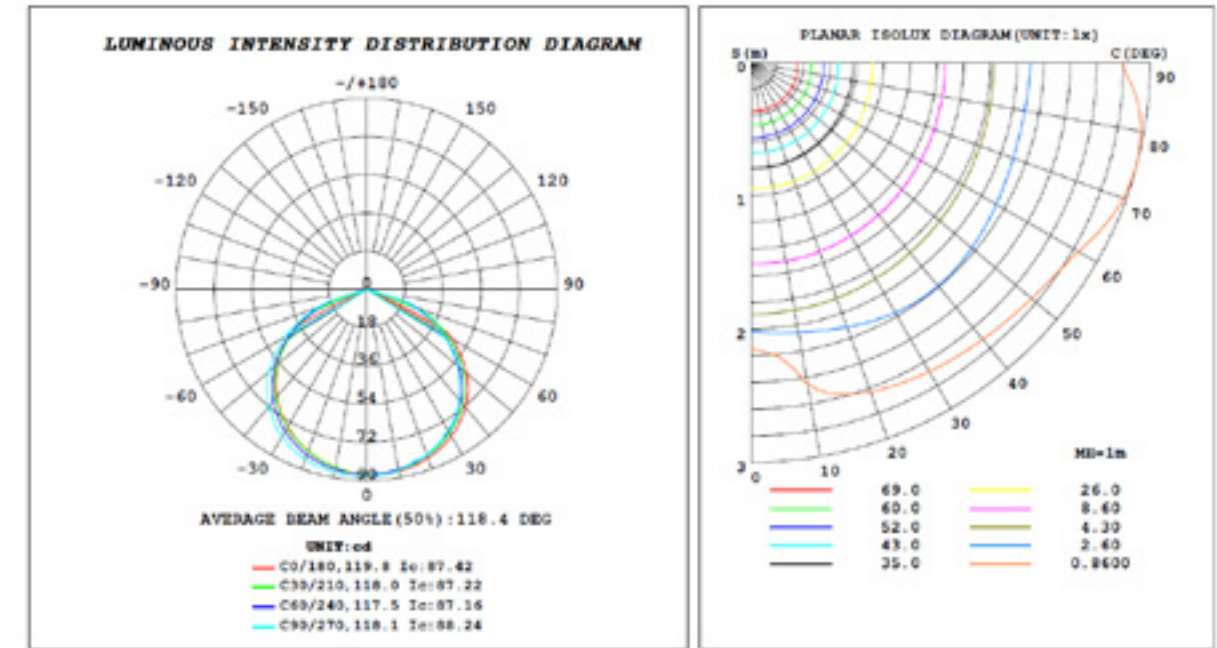 LUMINOUS INTENSITY DISTRIBUTION DIAGRAM
-/+180
-150 150
-120 120
-90 90
0
18
36
54
72
90
-60 60
-30 30
0
AVERAGE BEAM ANGLE(50%):118.4 DEG
UNIT:cd
C0/180,119.8 Ic:87.42
C30/210,118.0 Ic:87.22
C60/240,117.5 Ic:87.16
C90/270,118.1 Ic:88.24
PLANAR ISOLUX DIAGRAM(UNIT:lx)
S(m) C(DEG)
0 90
80
1 70
60
2 50
40
30
3 0 10 20
MH=1m
69.0 26.0
60.0 8.60
52.0 4.30
43.0 2.60
35.0 0.8600